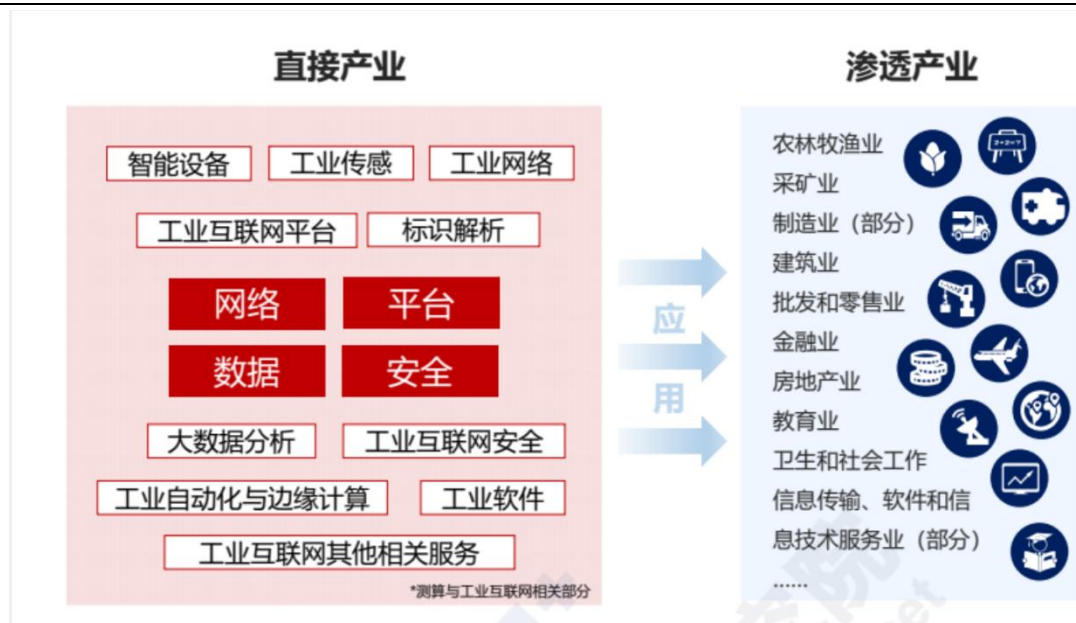 直接产业
渗透产业
智能设备
工业传感
工业网络
工业互联网平台
标识解析
网络
平台
数据
安全
大数据分析
工业互联网安全
工业自动化与边缘计算
工业软件
工业互联网其他相关服务
*测算与工业互联网相关部分
应
用
农林牧渔业
采矿业
制造业（部分）
建筑业
批发和零售业
金融业
房地产业
教育业
卫生和社会工作
信息传输、软件和信
息技术服务业（部分）
......
2+2=?